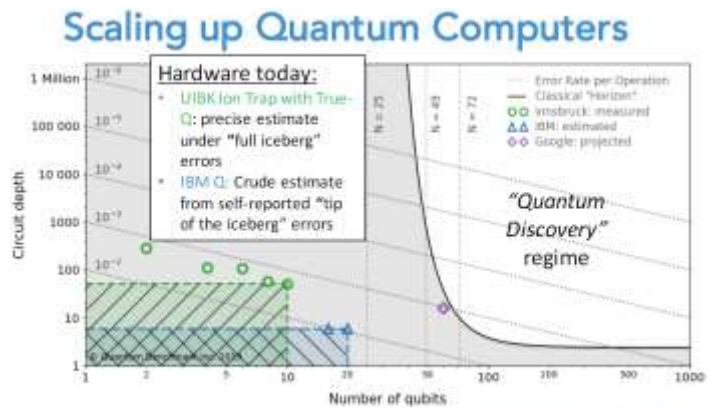 Scaling up Quantum Computers
Hardware today:
• UIBK Ion Trap with True-
Q: precise estimate
under "full iceberg"
errors
• IBM Q: Crude estimate
from self-reported "tip
of the iceberg" errors
Error Rate per Operation
Classical "Horizon"
Innsbruck: measured
IBM: estimated
Google: projected
"Quantum
Discovery"
regime
N = 25
N = 49
N = 72
Circuit depth
1 Million
100 000
10 000
1000
100
10
1
10⁻⁵
10⁻⁴
10⁻³
10⁻²
1
2
5
10
20
50
100
200
500
1000
Number of qubits